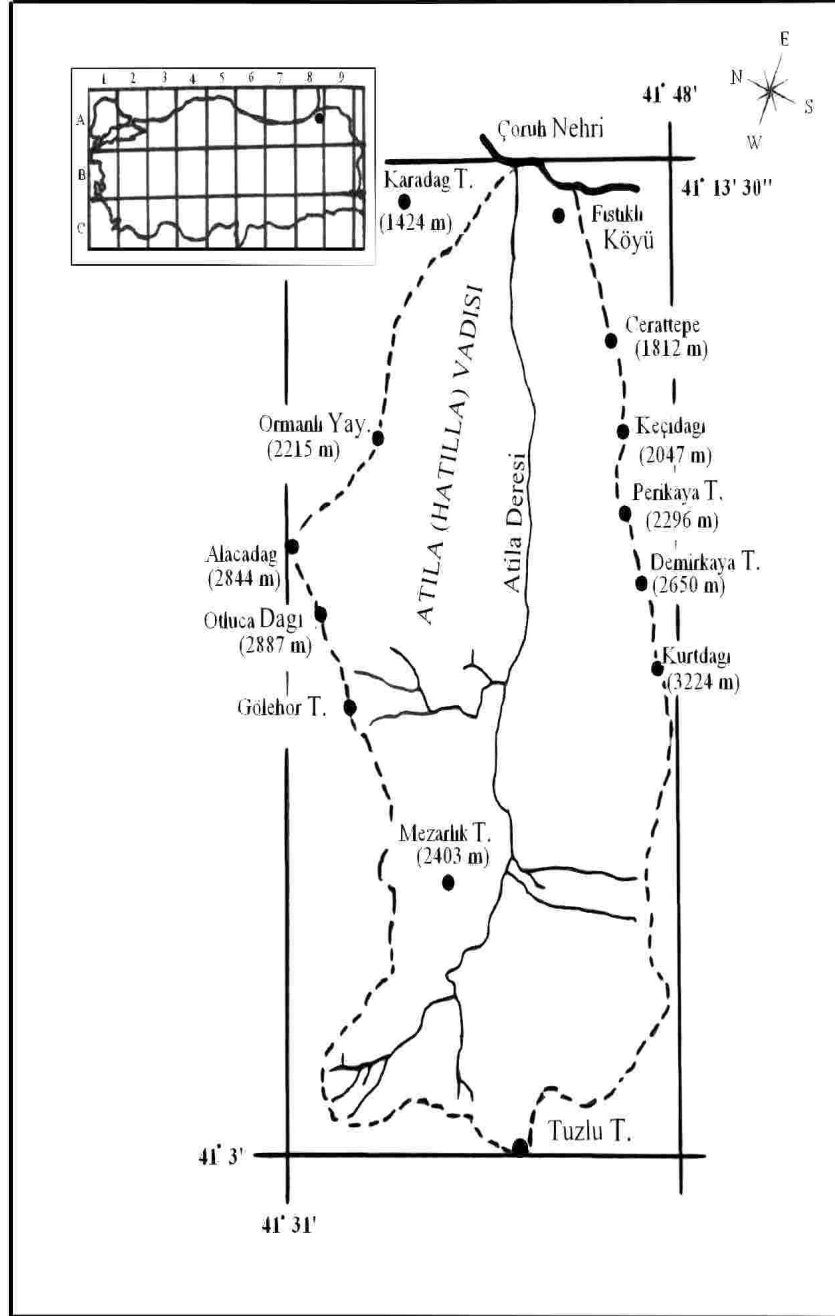 1 2 3 4 5 6 7 8 9
A
B
C
E
N
S
W
41° 48'
Çoruh Nehri
41° 13' 30''
Karadag T.
(1424 m)
Fıstıklı
Köyü
Cerattepe
(1812 m)
ATILA (HATILLA) VADISI
Ormanlı Yay.
(2215 m)
Keçıdagı
(2047 m)
Atila Deresi
Perikaya T.
(2296 m)
Alacadag
(2844 m)
Demirkaya T.
(2650 m)
Otluca Dagı
(2887 m)
Kurtdagı
(3224 m)
Gölehor T.
Mezarlık T.
(2403 m)
Tuzlu T.
41° 3'
41° 31'